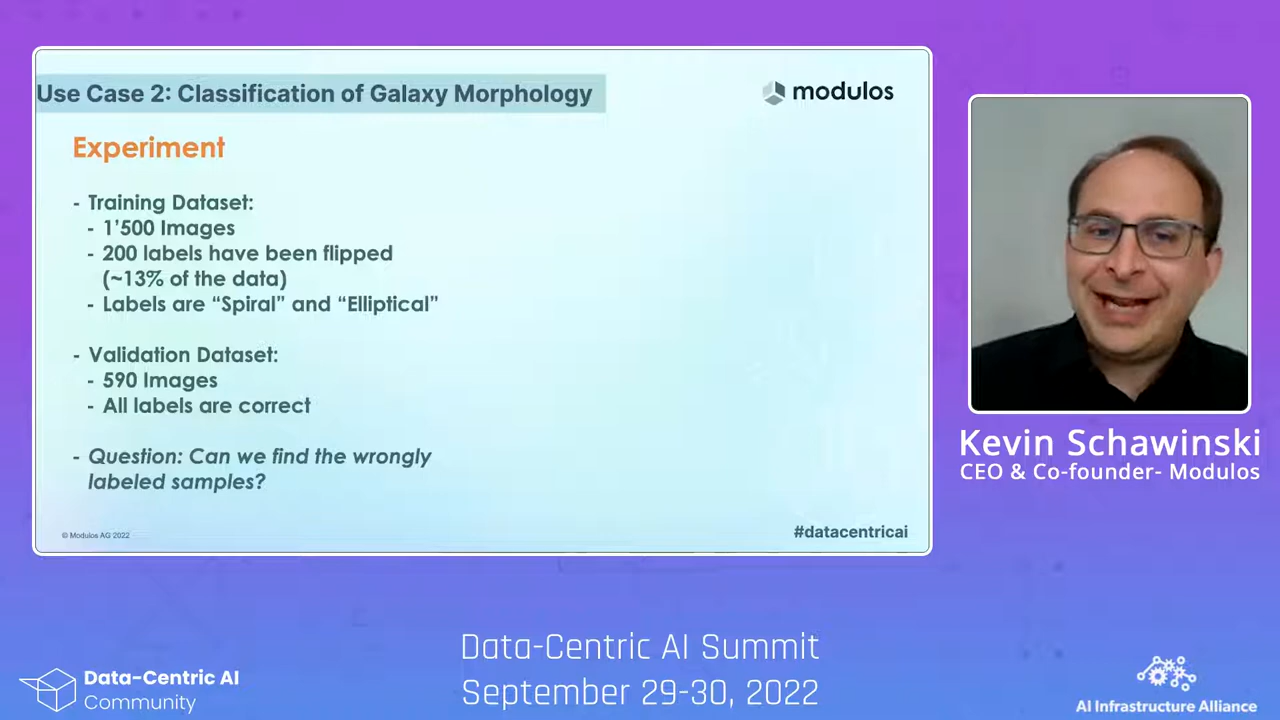 Use Case 2: Classification of Galaxy Morphology
modulos
Experiment
- Training Dataset:
- 1’500 Images
- 200 labels have been flipped
(~13% of the data)
- Labels are “Spiral” and “Elliptical”
- Validation Dataset:
- 590 Images
- All labels are correct
- Question: Can we find the wrongly
labeled samples?
© Modulos AG 2022
#datacentricai
Kevin Schawinski
CEO & Co-founder- Modulos
Data-Centric AI Summit
September 29-30, 2022
Data-Centric AI
Community
AI Infrastructure Alliance